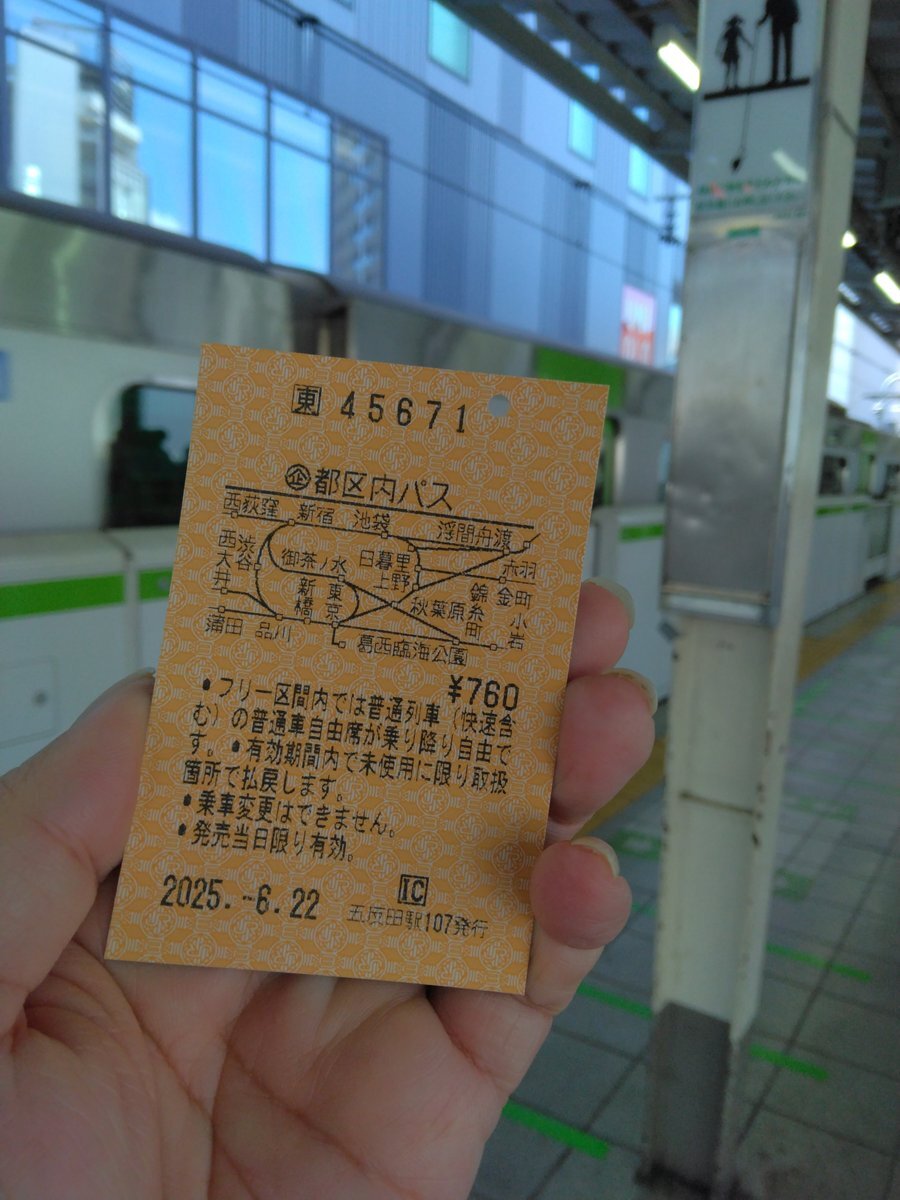 東 45671
企 都区内パス
西荻窪 新宿 池袋 浮間舟渡
西大井 渋谷 御茶ノ水 日暮里 上野 赤羽
新橋 東京 秋葉原 錦糸町 金町 小岩
蒲田 品川 葛西臨海公園
¥760
・フリー区間内では普通列車（快速含
む）の普通車自由席が乗り降り自由で
す。・有効期間内で未使用に限り取扱
箇所で払戻します。
・乗車変更はできません。
・発売当日限り有効。
2025.-6.22
IC
五反田駅107発行